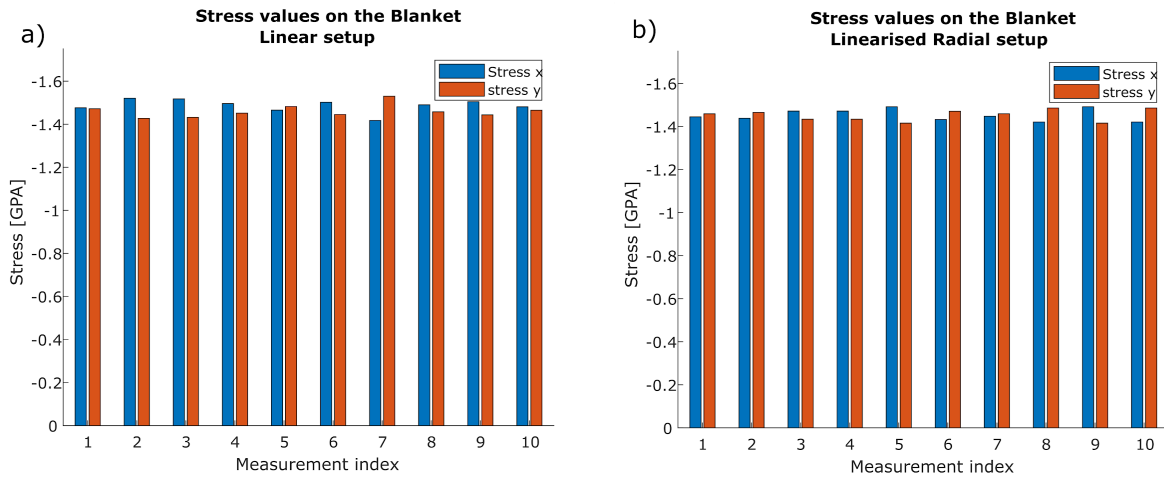 a)
Stress values on the Blanket
Linear setup
Stress x
stress y
Stress [GPA]
-1.6
-1.4
-1.2
-1
-0.8
-0.6
-0.4
-0.2
0
1 2 3 4 5 6 7 8 9 10
Measurement index
b)
Stress values on the Blanket
Linearised Radial setup
Stress x
stress y
Stress [GPA]
-1.6
-1.4
-1.2
-1
-0.8
-0.6
-0.4
-0.2
0
1 2 3 4 5 6 7 8 9 10
Measurement index